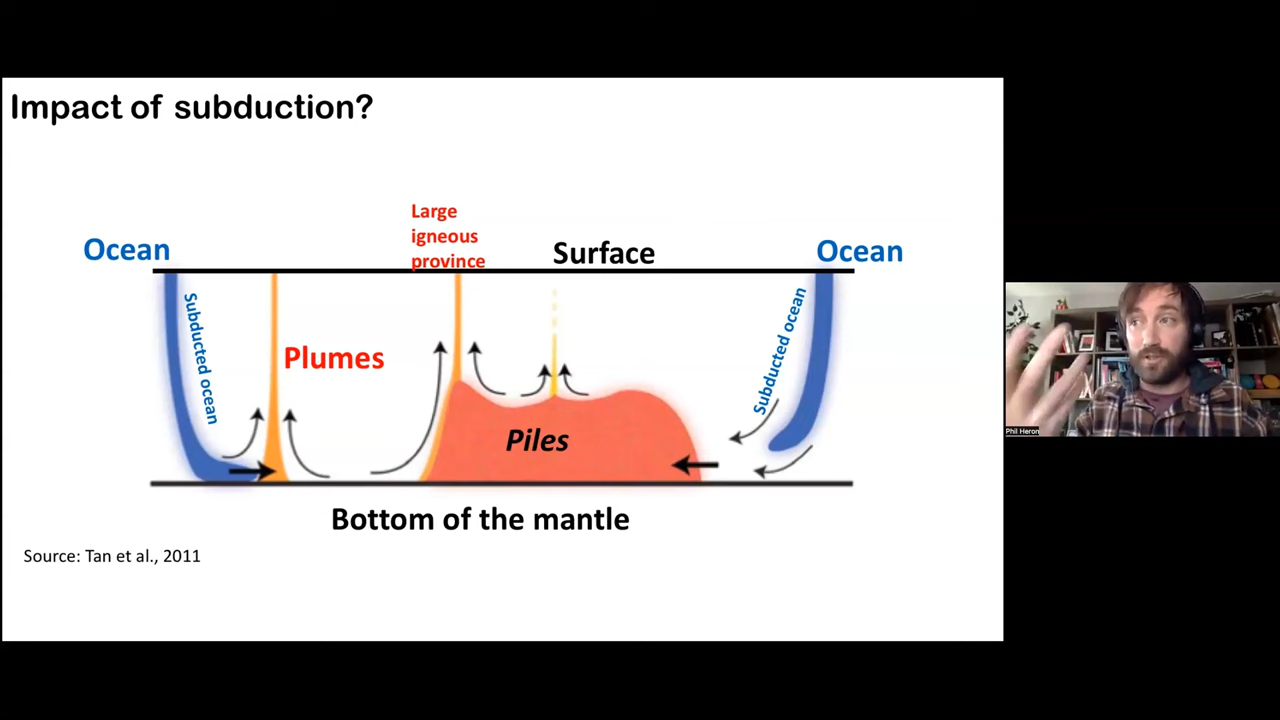 Impact of subduction?
Large
igneous
province
Ocean
Surface
Ocean
Subducted ocean
Plumes
Subducted ocean
Piles
Bottom of the mantle
Source: Tan et al., 2011
Phil Heron